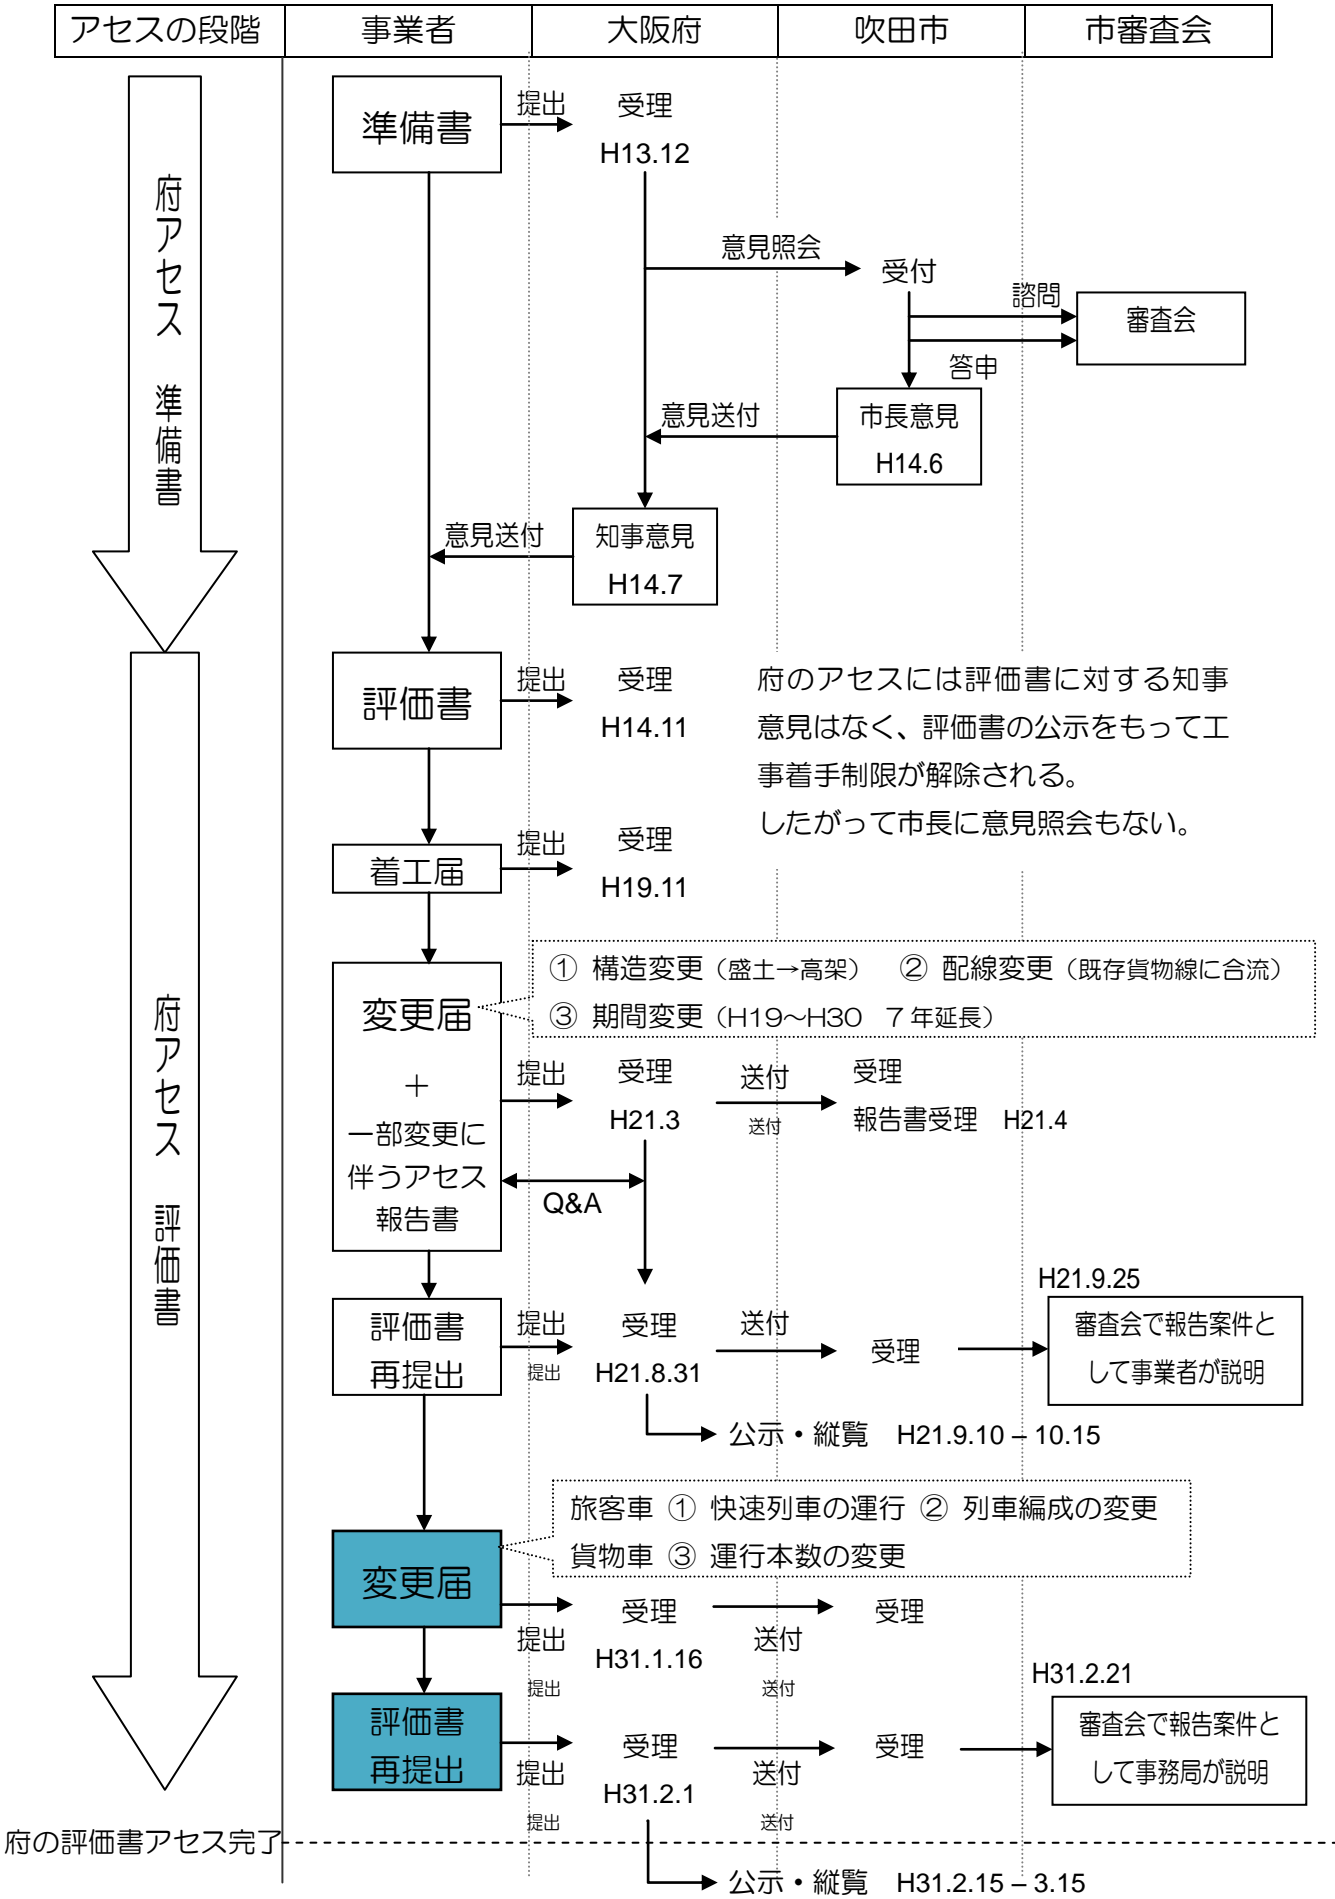 アセスの段階
事業者
大阪府
吹田市
市審査会
府アセス 準備書
準備書
提出
受理
H13.12
意見照会
受付
諮問
審査会
答申
市長意見
H14.6
意見送付
知事意見
H14.7
意見送付
府アセス 評価書
評価書
提出
受理
H14.11
府のアセスには評価書に対する知事
意見はなく、評価書の公示をもって工
事着手制限が解除される。
したがって市長に意見照会もない。
着工届
提出
受理
H19.11
① 構造変更（盛土→高架） ② 配線変更（既存貨物線に合流）
③ 期間変更（H19～H30 7年延長）
変更届
＋
一部変更に
伴うアセス
報告書
提出
受理
H21.3
送付
送付
受理
報告書受理 H21.4
Q&A
評価書
再提出
提出
提出
受理
H21.8.31
送付
受理
H21.9.25
審査会で報告案件と
して事業者が説明
公示・縦覧 H21.9.10 – 10.15
旅客車 ① 快速列車の運行 ② 列車編成の変更
貨物車 ③ 運行本数の変更
変更届
提出
提出
受理
H31.1.16
送付
送付
受理
評価書
再提出
提出
提出
受理
H31.2.1
送付
送付
受理
H31.2.21
審査会で報告案件と
して事務局が説明
府の評価書アセス完了
公示・縦覧 H31.2.15 – 3.15